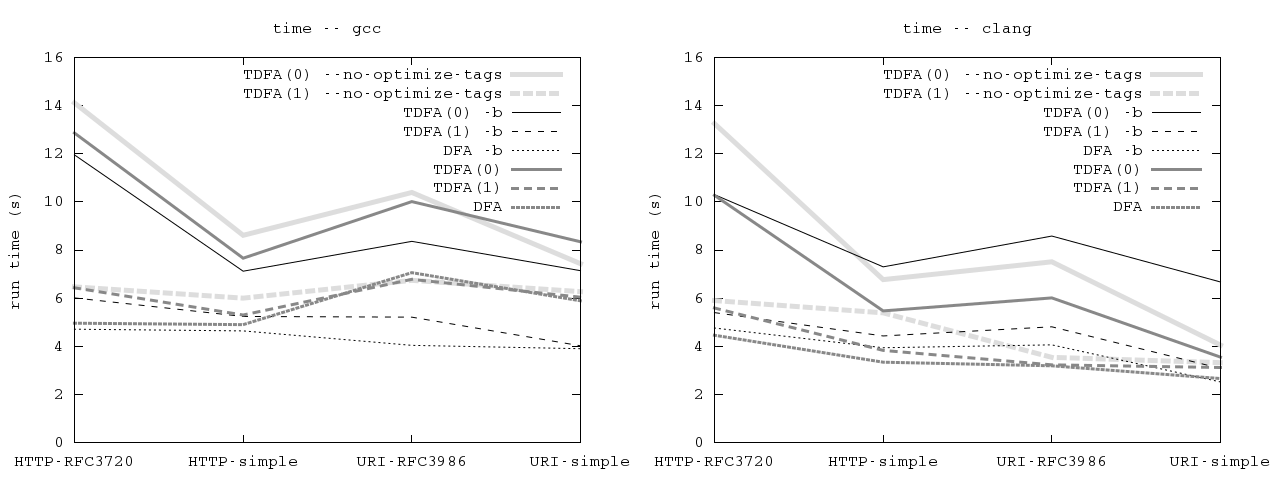 time -- gcc
16
14
12
10
8
6
4
2
0
run time (s)
TDFA(0) --no-optimize-tags
TDFA(1) --no-optimize-tags
TDFA(0) -b
TDFA(1) -b
DFA -b
TDFA(0)
TDFA(1)
DFA
HTTP-RFC3720
HTTP-simple
URI-RFC3986
URI-simple
time -- clang
16
14
12
10
8
6
4
2
0
run time (s)
TDFA(0) --no-optimize-tags
TDFA(1) --no-optimize-tags
TDFA(0) -b
TDFA(1) -b
DFA -b
TDFA(0)
TDFA(1)
DFA
HTTP-RFC3720
HTTP-simple
URI-RFC3986
URI-simple